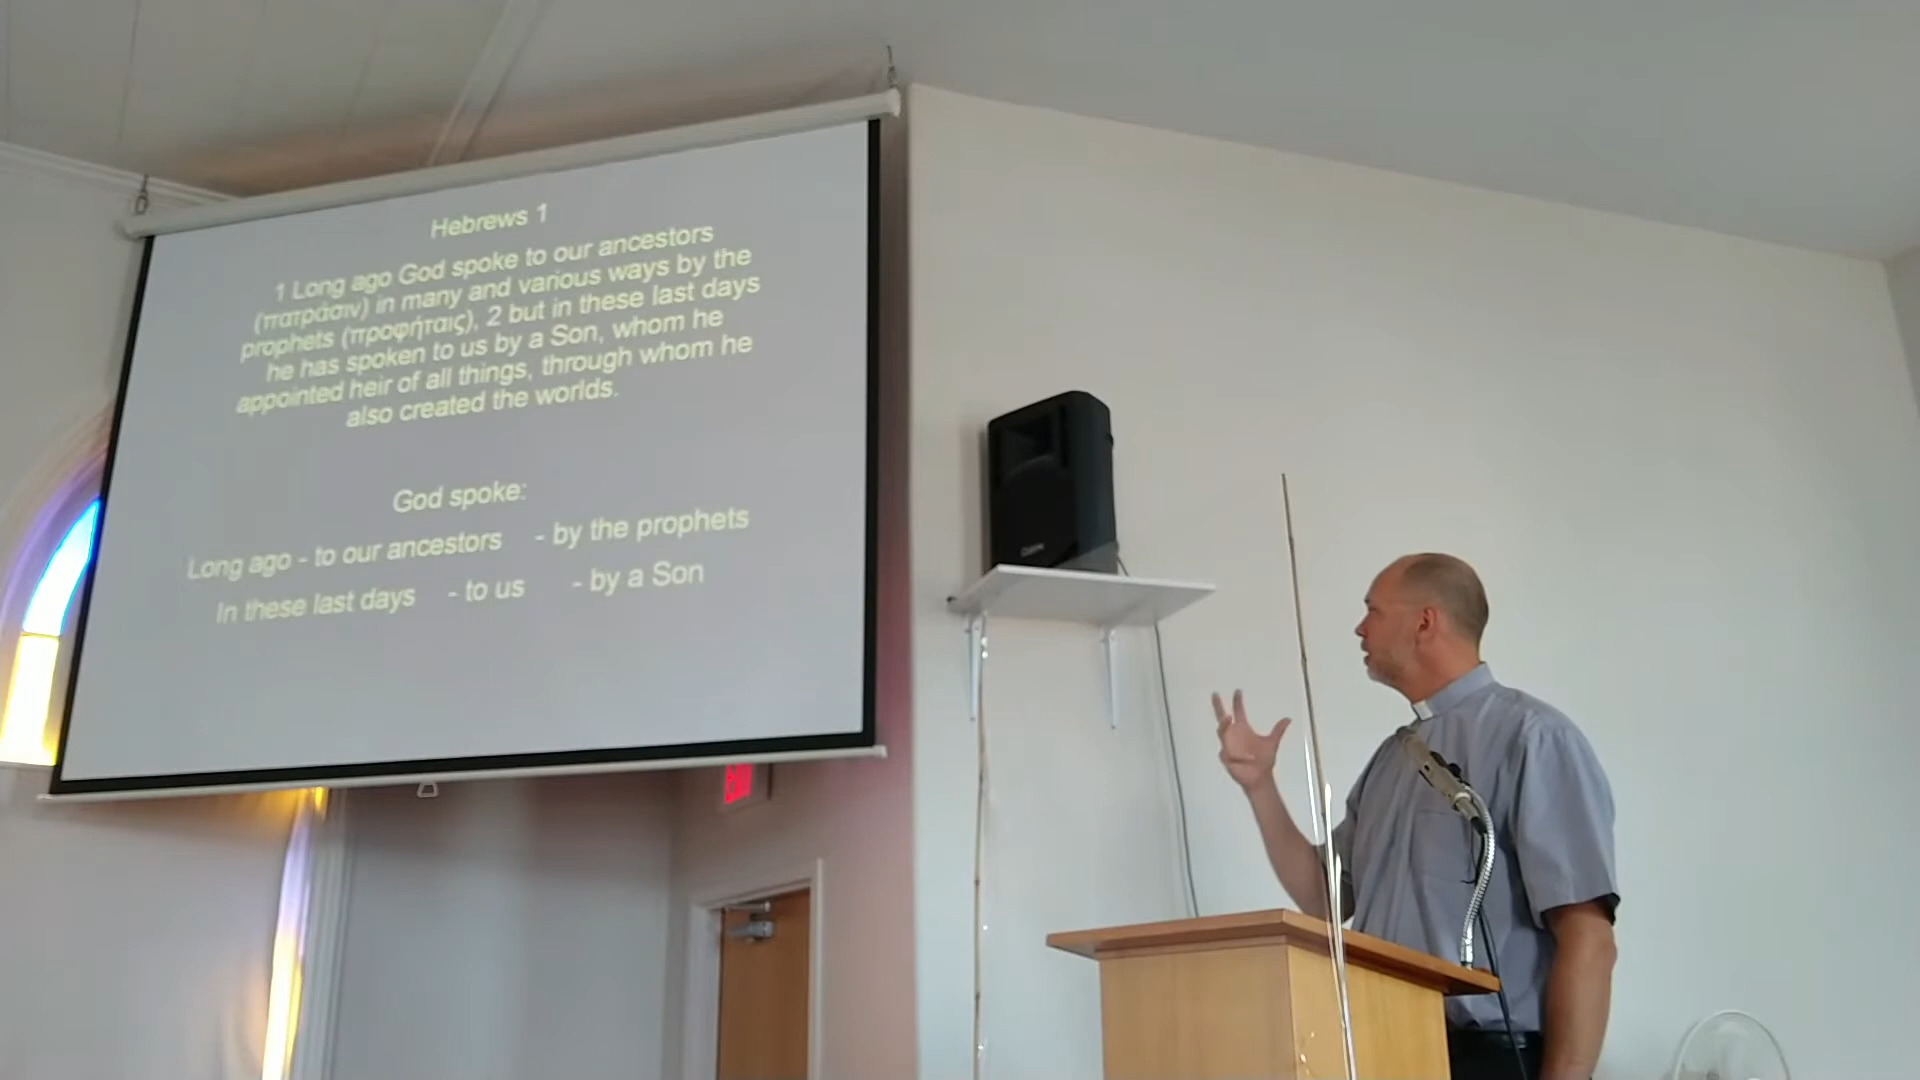 Hebrews 1
1 Long ago God spoke to our ancestors
(πατράσιν) in many and various ways by the
prophets (προφήταις), 2 but in these last days
he has spoken to us by a Son, whom he
appointed heir of all things, through whom he
also created the worlds.
God spoke:
Long ago - to our ancestors - by the prophets
In these last days - to us - by a Son